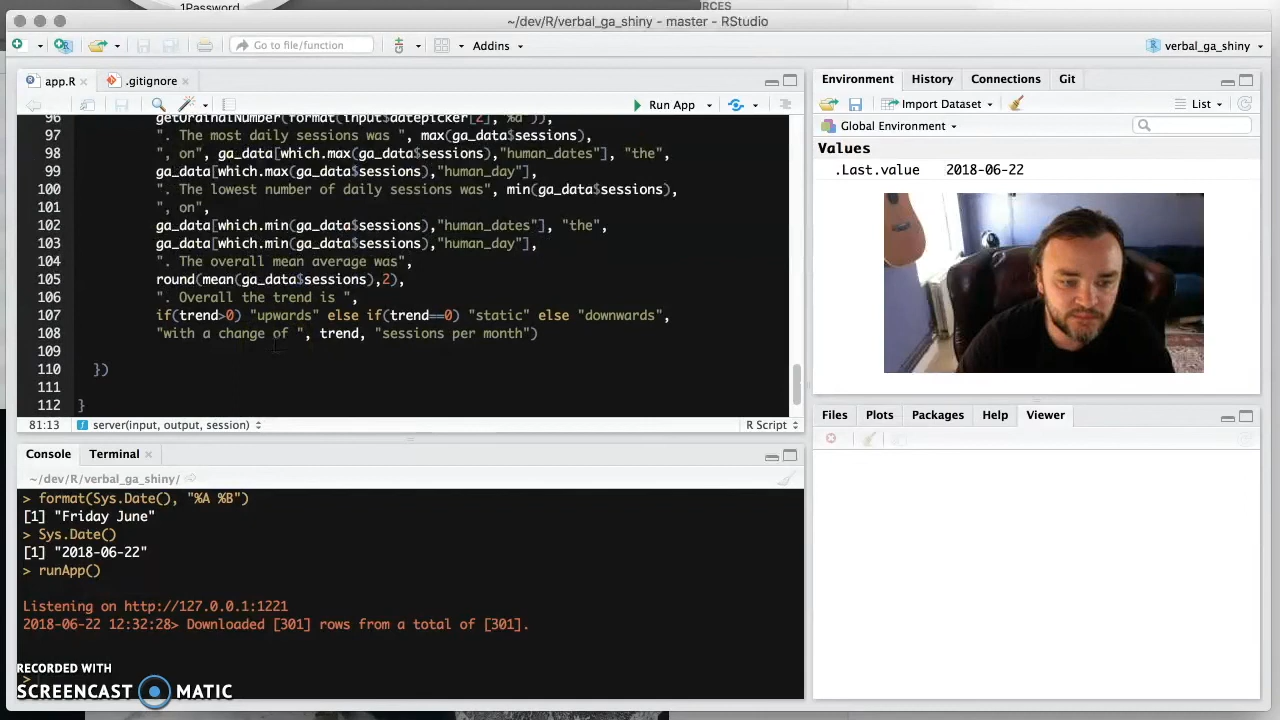 1Password
RCES
~/dev/R/verbal_ga_shiny - master - RStudio
Go to file/function
Addins
verbal_ga_shiny
app.R
.gitignore
Run App
96 getOrdinalNumber(format(input$datepicker[2], "%d")),
97 ". The most daily sessions was ", max(ga_data$sessions),
98 ", on", ga_data[which.max(ga_data$sessions),"human_dates"], "the",
99 ga_data[which.max(ga_data$sessions),"human_day"],
100 ". The lowest number of daily sessions was", min(ga_data$sessions),
101 ", on",
102 ga_data[which.min(ga_data$sessions),"human_dates"], "the",
103 ga_data[which.min(ga_data$sessions),"human_day"],
104 ". The overall mean average was",
105 round(mean(ga_data$sessions),2),
106 ". Overall the trend is ",
107 if(trend>0) "upwards" else if(trend==0) "static" else "downwards",
108 "with a change of ", trend, "sessions per month")
109
110 })
111
112 }
81:13 server(input, output, session) R Script
Console Terminal
~/dev/R/verbal_ga_shiny/
> format(Sys.Date(), "%A %B")
[1] "Friday June"
> Sys.Date()
[1] "2018-06-22"
> runApp()
Listening on http://127.0.0.1:1221
2018-06-22 12:32:28> Downloaded [301] rows from a total of [301].
>
RECORDED WITH
SCREENCAST MATIC
Environment History Connections Git
Import Dataset List
Global Environment
Values
.Last.value 2018-06-22
Files Plots Packages Help Viewer